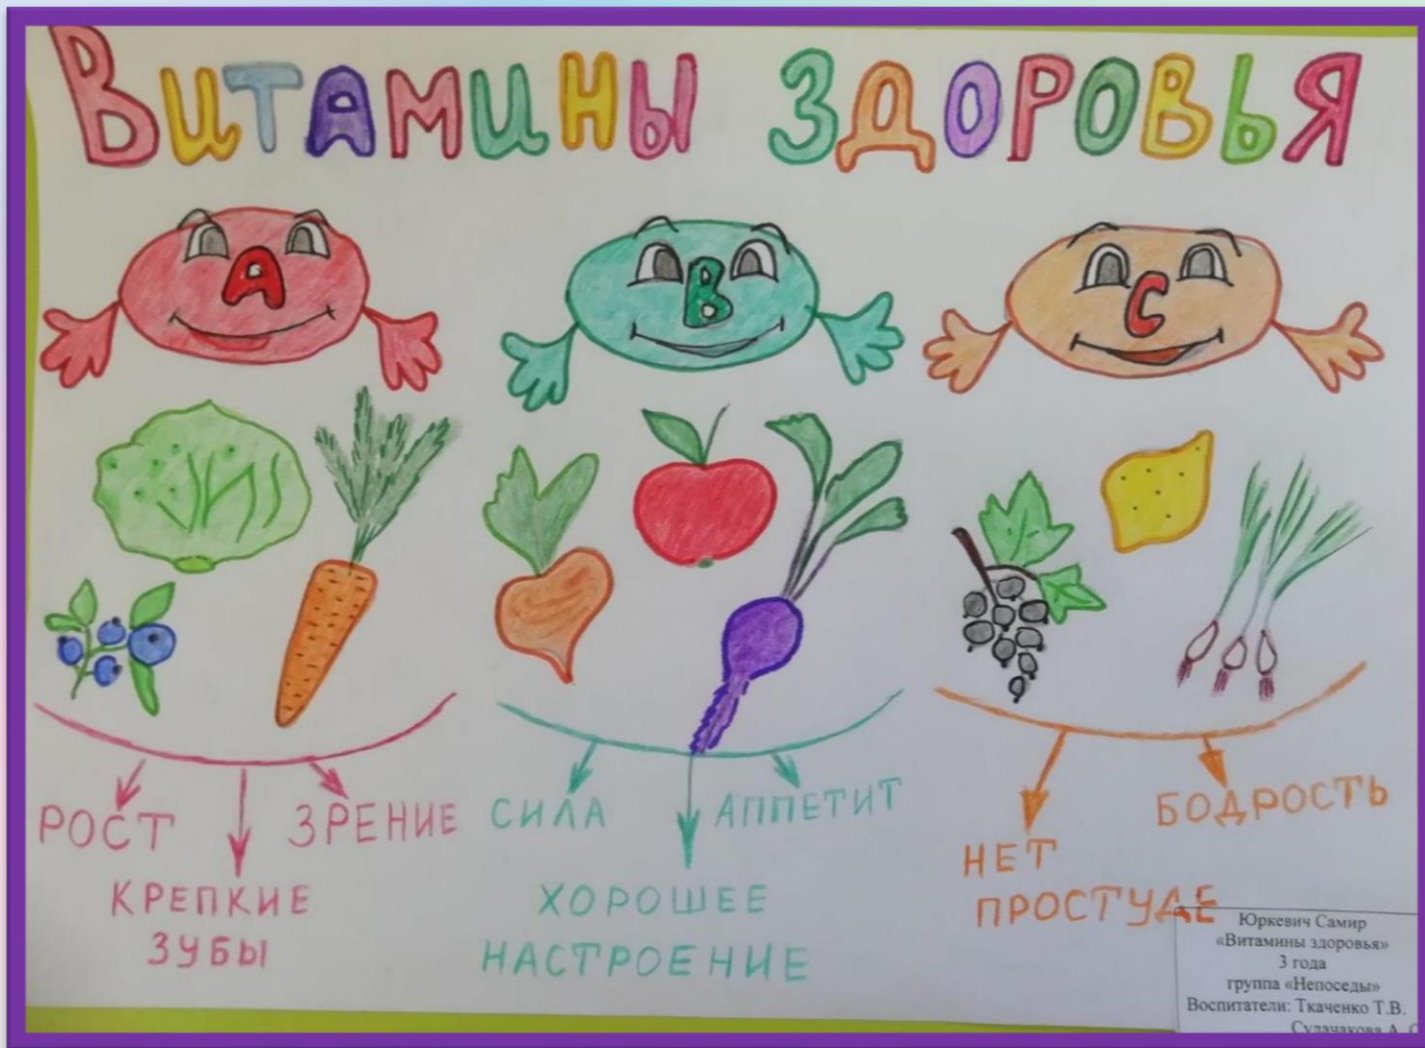 ВИТАМИНЫ ЗДОРОВЬЯ
А
В
С
РОСТ
ЗРЕНИЕ
КРЕПКИЕ
ЗУБЫ
СИЛА
АППЕТИТ
ХОРОШЕЕ
НАСТРОЕНИЕ
НЕТ
ПРОСТУДЕ
БОДРОСТЬ
Юркевич Самир
«Витамины здоровья»
3 года
группа «Непоседы»
Воспитатели: Ткаченко Т.В.